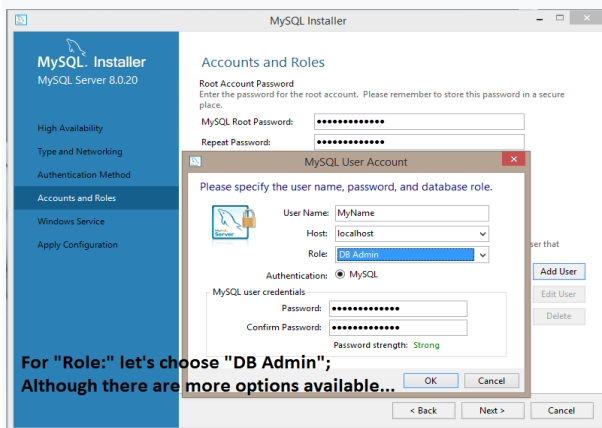 MySQL Installer
MySQL. Installer
MySQL Server 8.0.20
High Availability
Type and Networking
Authentication Method
Accounts and Roles
Windows Service
Apply Configuration
Accounts and Roles
Root Account Password
Enter the password for the root account. Please remember to store this password in a secure
place.
MySQL Root Password: •••••••••••••
Repeat Password: •••••••••••••
MySQL User Account
Please specify the user name, password, and database role.
Server
User Name: MyName
Host: localhost
Role: DB Admin
Authentication: MySQL
MySQL user credentials
Password: •••••••••••••
Confirm Password: •••••••••••••
Password strength: Strong
OK Cancel
ser that
Add User
Edit User
Delete
For "Role:" let's choose "DB Admin";
Although there are more options available...
< Back Next > Cancel